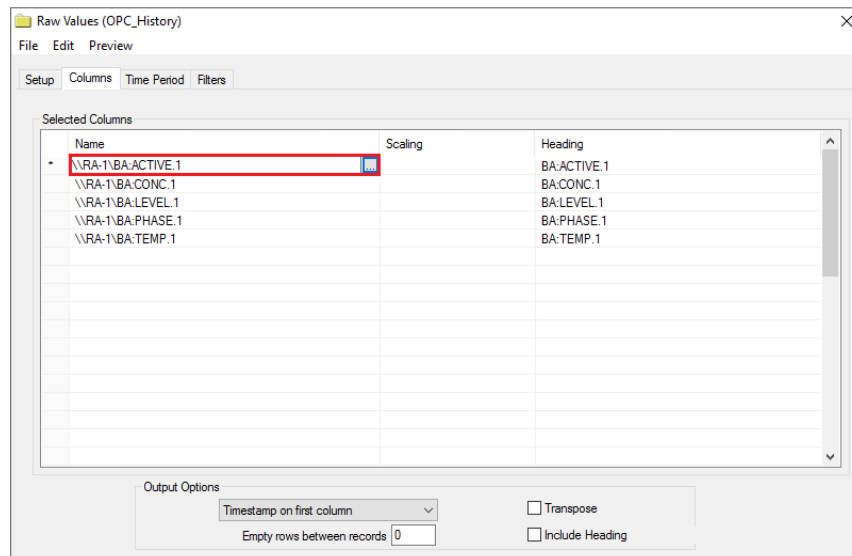 Raw Values (OPC_History)
File Edit Preview
Setup Columns Time Period Filters
Selected Columns
Name Scaling Heading
* \\RA-1\BA:ACTIVE.1 ... BA:ACTIVE.1
\\RA-1\BA:CONC.1 BA:CONC.1
\\RA-1\BA:LEVEL.1 BA:LEVEL.1
\\RA-1\BA:PHASE.1 BA:PHASE.1
\\RA-1\BA:TEMP.1 BA:TEMP.1
Output Options
Timestamp on first column Transpose
Empty rows between records 0 Include Heading